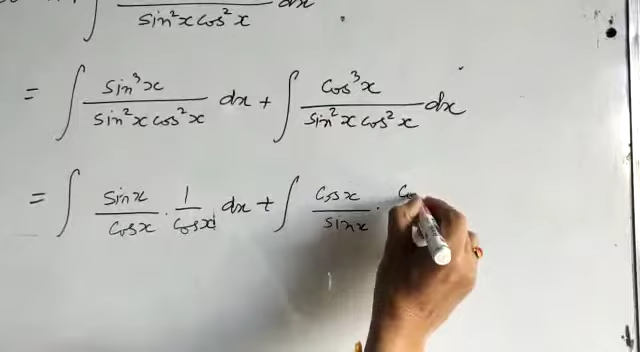 ∫ ──── / sin²x cos²x dx
= ∫ sin³x / sin²x cos²x dx + ∫ cos³x / sin²x cos²x dx
= ∫ sinx / cosx · 1 / cosx dx + ∫ cosx / sinx ·